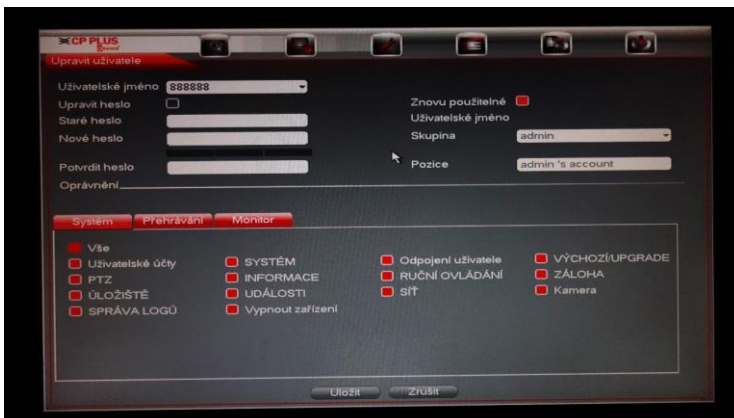 CP PLUS
Upravit uživatele
Uživatelské jméno 888888
Upravit heslo
Znovu použitelné
Staré heslo
Uživatelské jméno
Nové heslo
Skupina admin
Potvrdit heslo
Pozice admin 's account
Oprávnění
Systém Přehrávání Monitor
Vše
Uživatelské účty SYSTÉM Odpojení uživatele VÝCHOZÍ/UPGRADE
PTZ INFORMACE RUČNÍ OVLÁDÁNÍ ZÁLOHA
ÚLOŽIŠTĚ UDÁLOSTI SÍŤ Kamera
SPRÁVA LOGŮ Vypnout zařízení
Uložit Zrušit